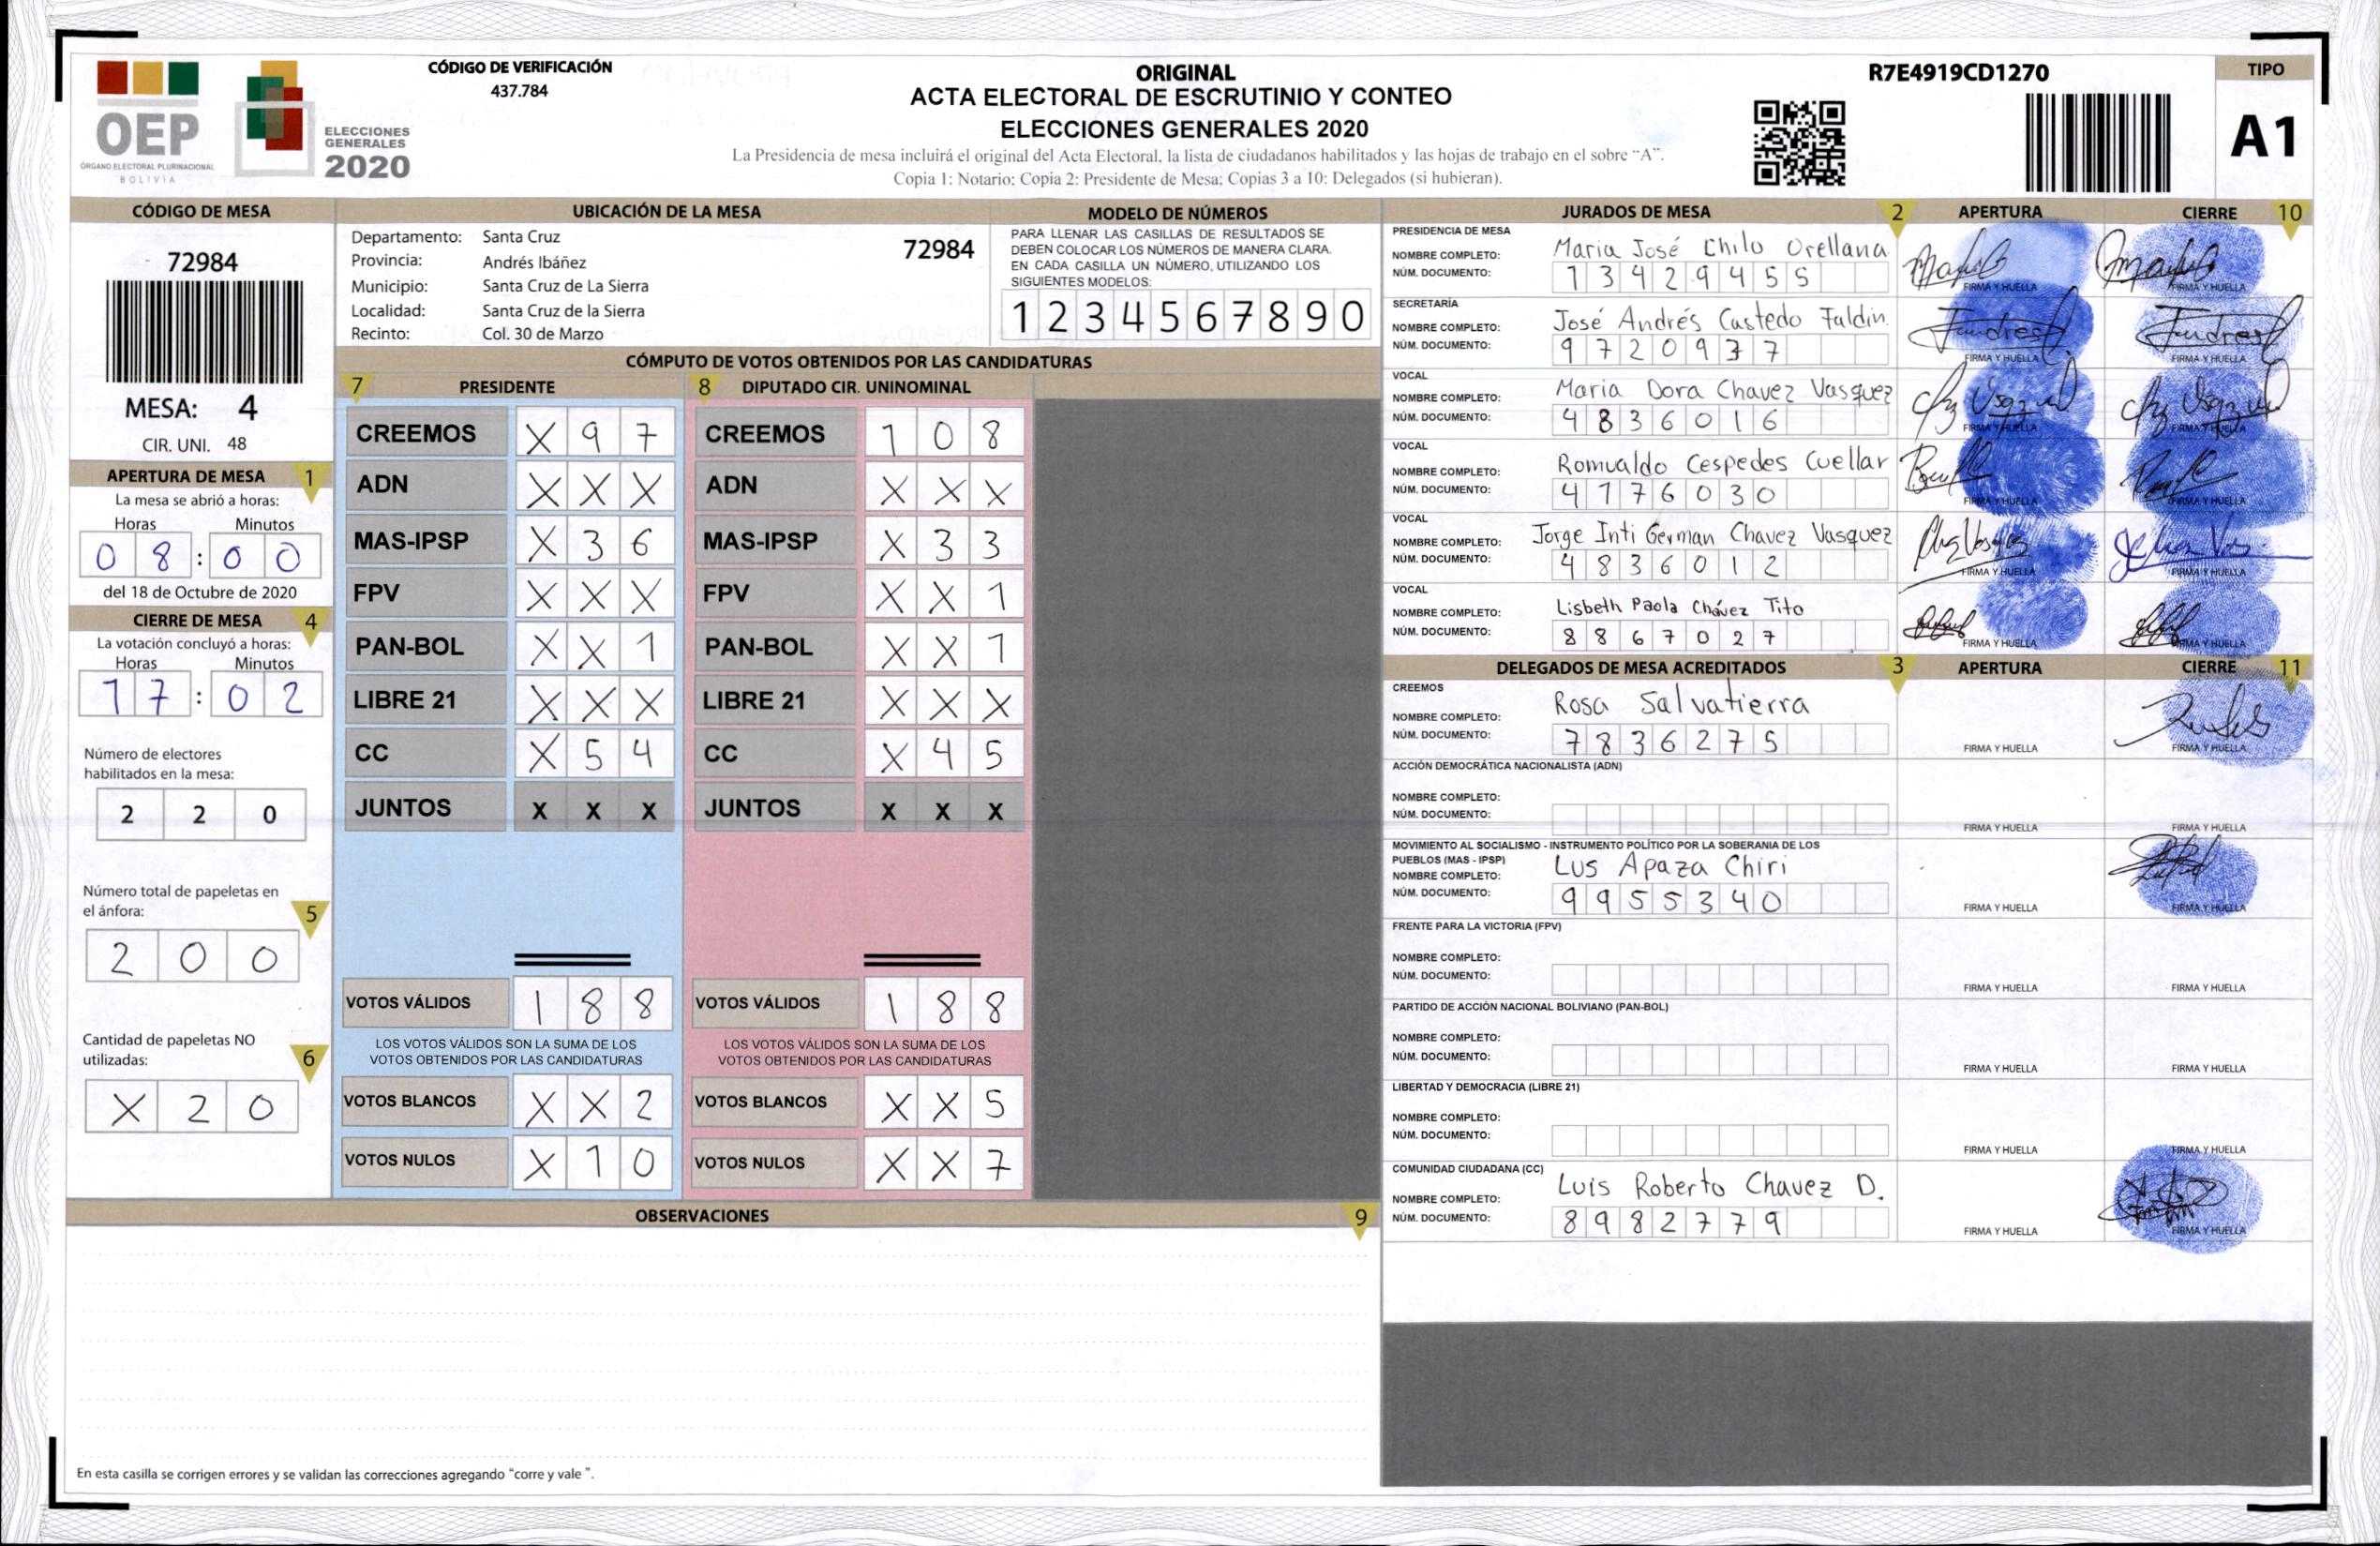 CÓDIGO DE VERIFICACIÓN
437.784
OEP
ÓRGANO ELECTORAL PLURINACIONAL
BOLIVIA
ELECCIONES
GENERALES
2020
ORIGINAL
ACTA ELECTORAL DE ESCRUTINIO Y CONTEO
ELECCIONES GENERALES 2020
La Presidencia de mesa incluirá el original del Acta Electoral, la lista de ciudadanos habilitados y las hojas de trabajo en el sobre "A".
Copia 1: Notario; Copia 2: Presidente de Mesa; Copias 3 a 10: Delegados (si hubieran).
R7E4919CD1270
TIPO
A1
CÓDIGO DE MESA
72984
MESA: 4
CIR. UNI. 48
APERTURA DE MESA 1
La mesa se abrió a horas:
Horas Minutos
08:00
del 18 de Octubre de 2020
CIERRE DE MESA 4
La votación concluyó a horas:
Horas Minutos
17:02
Número de electores
habilitados en la mesa:
2 2 0
Número total de papeletas en
el ánfora: 5
2 0 0
Cantidad de papeletas NO
utilizadas: 6
X 2 0
UBICACIÓN DE LA MESA
Departamento: Santa Cruz 72984
Provincia: Andrés Ibáñez
Municipio: Santa Cruz de La Sierra
Localidad: Santa Cruz de la Sierra
Recinto: Col. 30 de Marzo
MODELO DE NÚMEROS
PARA LLENAR LAS CASILLAS DE RESULTADOS SE
DEBEN COLOCAR LOS NÚMEROS DE MANERA CLARA.
EN CADA CASILLA UN NÚMERO, UTILIZANDO LOS
SIGUIENTES MODELOS:
1 2 3 4 5 6 7 8 9 0
CÓMPUTO DE VOTOS OBTENIDOS POR LAS CANDIDATURAS
7 PRESIDENTE 8 DIPUTADO CIR. UNINOMINAL
CREEMOS X 9 7 CREEMOS 1 0 8
ADN X X X ADN X X X
MAS-IPSP X 3 6 MAS-IPSP X 3 3
FPV X X X FPV X X 1
PAN-BOL X X 1 PAN-BOL X X 1
LIBRE 21 X X X LIBRE 21 X X X
CC X 5 4 CC X 4 5
JUNTOS X X X JUNTOS X X X
VOTOS VÁLIDOS 1 8 8 VOTOS VÁLIDOS 1 8 8
LOS VOTOS VÁLIDOS SON LA SUMA DE LOS LOS VOTOS VÁLIDOS SON LA SUMA DE LOS
VOTOS OBTENIDOS POR LAS CANDIDATURAS VOTOS OBTENIDOS POR LAS CANDIDATURAS
VOTOS BLANCOS X X 2 VOTOS BLANCOS X X 5
VOTOS NULOS X 1 0 VOTOS NULOS X X 7
OBSERVACIONES 9
En esta casilla se corrigen errores y se validan las correcciones agregando "corre y vale ".
JURADOS DE MESA 2 APERTURA CIERRE 10
PRESIDENCIA DE MESA
NOMBRE COMPLETO: Maria José Chilo Orellana
NÚM. DOCUMENTO: 13429455
FIRMA Y HUELLA FIRMA Y HUELLA
SECRETARÍA
NOMBRE COMPLETO: José Andrés Castedo Faldin.
NÚM. DOCUMENTO: 9720977
FIRMA Y HUELLA FIRMA Y HUELLA
VOCAL
NOMBRE COMPLETO: Maria Dora Chavez Vasquez
NÚM. DOCUMENTO: 4836016
FIRMA Y HUELLA FIRMA Y HUELLA
VOCAL
NOMBRE COMPLETO: Romualdo Cespedes Cuellar
NÚM. DOCUMENTO: 4176030
FIRMA Y HUELLA FIRMA Y HUELLA
VOCAL
NOMBRE COMPLETO: Jorge Inti German Chavez Vasquez
NÚM. DOCUMENTO: 4836012
FIRMA Y HUELLA FIRMA Y HUELLA
VOCAL
NOMBRE COMPLETO: Lisbeth Paola Chávez Tito
NÚM. DOCUMENTO: 8867027
FIRMA Y HUELLA FIRMA Y HUELLA
DELEGADOS DE MESA ACREDITADOS 3 APERTURA CIERRE 11
CREEMOS
NOMBRE COMPLETO: Rosa Salvatierra
NÚM. DOCUMENTO: 7836275
FIRMA Y HUELLA FIRMA Y HUELLA
ACCIÓN DEMOCRÁTICA NACIONALISTA (ADN)
NOMBRE COMPLETO:
NÚM. DOCUMENTO:
FIRMA Y HUELLA FIRMA Y HUELLA
MOVIMIENTO AL SOCIALISMO - INSTRUMENTO POLÍTICO POR LA SOBERANIA DE LOS
PUEBLOS (MAS - IPSP)
NOMBRE COMPLETO: Lus Apaza Chiri
NÚM. DOCUMENTO: 9955340
FIRMA Y HUELLA FIRMA Y HUELLA
FRENTE PARA LA VICTORIA (FPV)
NOMBRE COMPLETO:
NÚM. DOCUMENTO:
FIRMA Y HUELLA FIRMA Y HUELLA
PARTIDO DE ACCIÓN NACIONAL BOLIVIANO (PAN-BOL)
NOMBRE COMPLETO:
NÚM. DOCUMENTO:
FIRMA Y HUELLA FIRMA Y HUELLA
LIBERTAD Y DEMOCRACIA (LIBRE 21)
NOMBRE COMPLETO:
NÚM. DOCUMENTO:
FIRMA Y HUELLA FIRMA Y HUELLA
COMUNIDAD CIUDADANA (CC)
NOMBRE COMPLETO: Luis Roberto Chavez D.
NÚM. DOCUMENTO: 8982779
FIRMA Y HUELLA FIRMA Y HUELLA